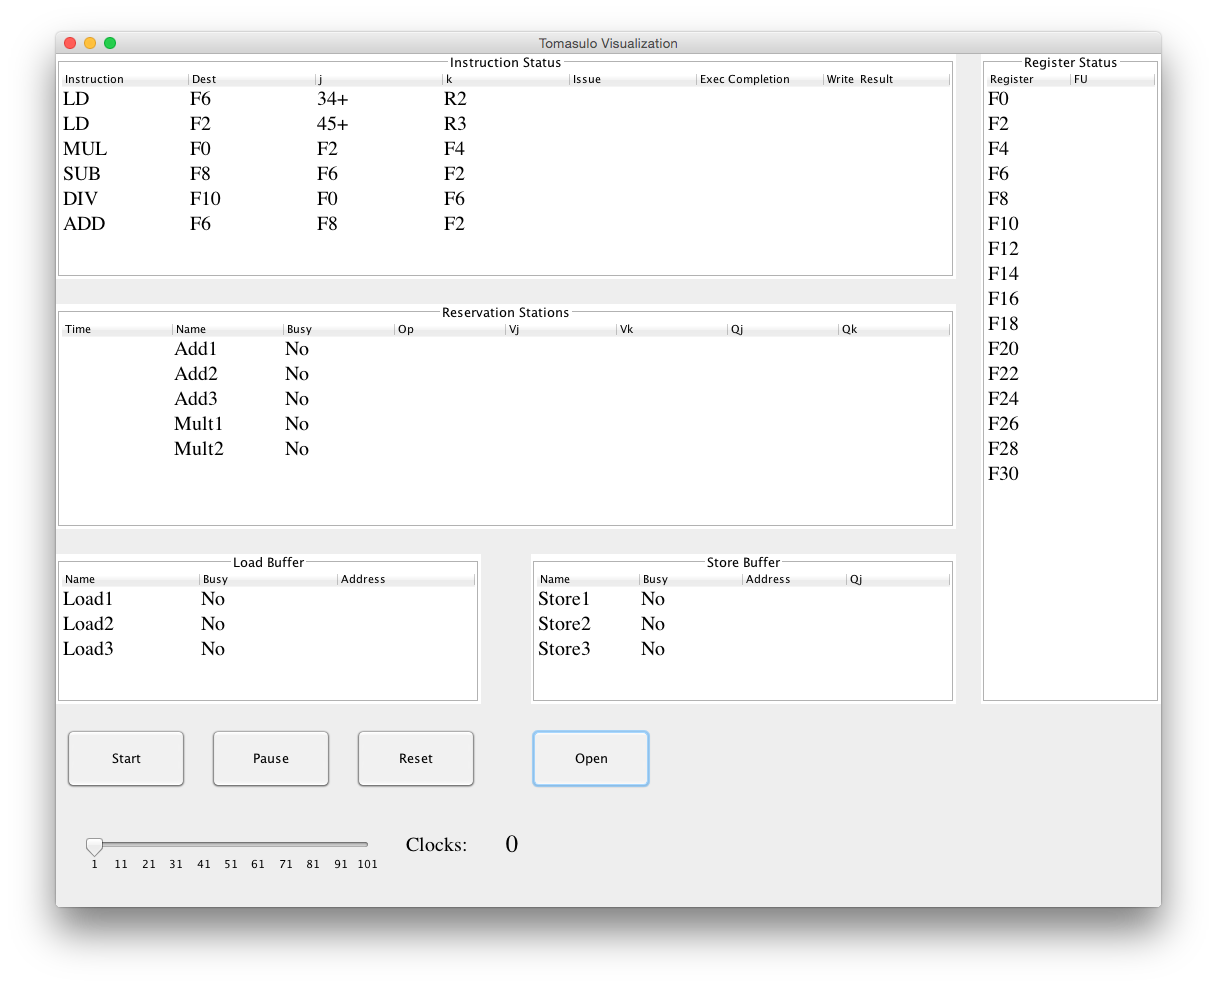 Tomasulo Visualization
Instruction Status
Instruction Dest j k Issue Exec Completion Write Result
LD F6 34+ R2
LD F2 45+ R3
MUL F0 F2 F4
SUB F8 F6 F2
DIV F10 F0 F6
ADD F6 F8 F2
Register Status
Register FU
F0
F2
F4
F6
F8
F10
F12
F14
F16
F18
F20
F22
F24
F26
F28
F30
Reservation Stations
Time Name Busy Op Vj Vk Qj Qk
Add1 No
Add2 No
Add3 No
Mult1 No
Mult2 No
Load Buffer
Name Busy Address
Load1 No
Load2 No
Load3 No
Store Buffer
Name Busy Address Qj
Store1 No
Store2 No
Store3 No
Start Pause Reset Open
Clocks: 0
1 11 21 31 41 51 61 71 81 91 101